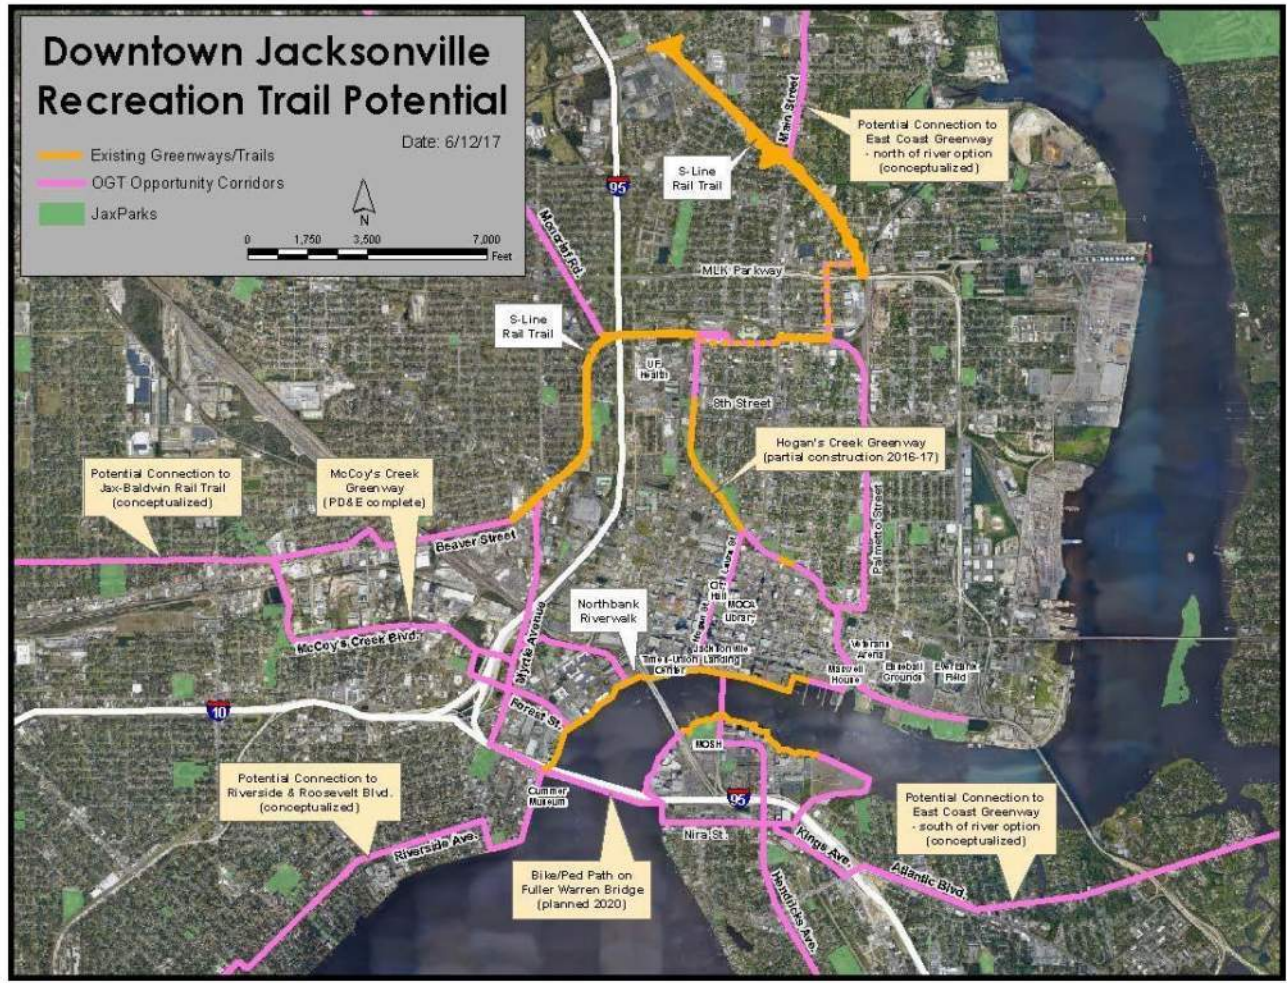 Downtown Jacksonville
Recreation Trail Potential
Date: 6/12/17
Existing Greenways/Trails
OGT Opportunity Corridors
JaxParks
N
0 1,750 3,500 7,000
Feet
95
Main Street
Potential Connection to
East Coast Greenway
- north of river option
(conceptualized)
S-Line
Rail Trail
Moncrief Rd.
MLK Parkway
S-Line
Rail Trail
UF
Health
8th Street
Hogan's Creek Greenway
(partial construction 2016-17)
Potential Connection to
Jax-Baldwin Rail Trail
(conceptualized)
McCoy's Creek
Greenway
(PD&E complete)
Palmetto Street
Beaver Street
Laura St.
City
Hall
Hogan St.
MOCA
Library
Northbank
Riverwalk
Myrtle Avenue
McCoy's Creek Blvd.
Jacksonville
Landing
Times-Union
Center
Veterans
Arena
Maxwell
House
Baseball
Grounds
EverBank
Field
Forest St.
10
MOSH
Potential Connection to
Riverside & Roosevelt Blvd.
(conceptualized)
Cummer
Museum
95
Potential Connection to
East Coast Greenway
- south of river option
(conceptualized)
Nira St.
Kings Ave.
Riverside Ave.
Atlantic Blvd.
Bike/Ped Path on
Fuller Warren Bridge
(planned 2020)
Hendricks Ave.